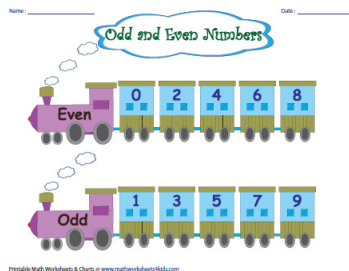 Name : Date :
Odd and Even Numbers
Even 0 2 4 6 8
Odd 1 3 5 7 9
Printable Math Worksheets & Charts @ www.mathworksheets4kids.com